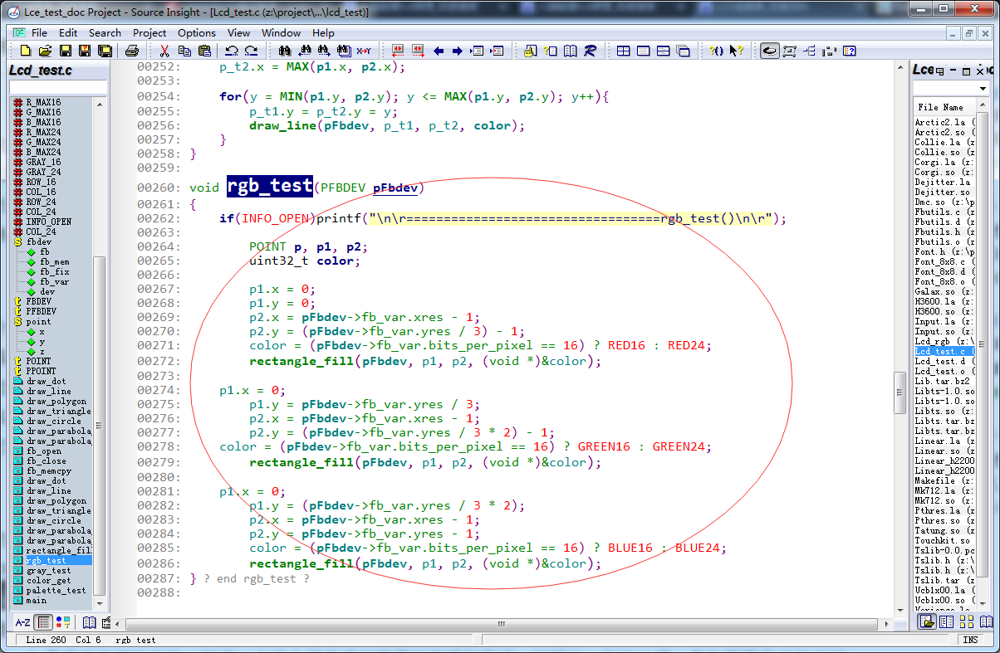 Lce_test_doc Project - Source Insight - [Lcd_test.c (z:\project\...\lcd_test)]
File Edit Search Project Options View Window Help
Lcd_test.c
R_MAX16
G_MAX16
B_MAX16
R_MAX24
G_MAX24
B_MAX24
GRAY_16
GRAY_24
ROW_16
COL_16
ROW_24
COL_24
INFO_OPEN
COL_24
fbdev
fb
fb_mem
fb_fix
fb_var
dev
FBDEV
PFBDEV
point
x
y
z
POINT
PPOINT
draw_dot
draw_line
draw_polygon
draw_triangle
draw_circle
draw_parabola
draw_parabola_
fb_open
fb_close
fb_memcpy
draw_dot
draw_line
draw_polygon
draw_triangle
draw_circle
draw_parabola
draw_parabola_
rectangle_fill
rgb_test
gray_test
color_get
palette_test
main
A-Z
00252: p_t2.x = MAX(p1.x, p2.x);
00253:
00254: for(y = MIN(p1.y, p2.y); y <= MAX(p1.y, p2.y); y++){
00255: p_t1.y = p_t2.y = y;
00256: draw_line(pFbdev, p_t1, p_t2, color);
00257: }
00258: }
00259:
00260: void rgb_test(PFBDEV pFbdev)
00261: {
00262: if(INFO_OPEN)printf("\n\r==================================rgb_test()\n\r");
00263:
00264: POINT p, p1, p2;
00265: uint32_t color;
00266:
00267: p1.x = 0;
00268: p1.y = 0;
00269: p2.x = pFbdev->fb_var.xres - 1;
00270: p2.y = (pFbdev->fb_var.yres / 3) - 1;
00271: color = (pFbdev->fb_var.bits_per_pixel == 16) ? RED16 : RED24;
00272: rectangle_fill(pFbdev, p1, p2, (void *)&color);
00273:
00274: p1.x = 0;
00275: p1.y = pFbdev->fb_var.yres / 3;
00276: p2.x = pFbdev->fb_var.xres - 1;
00277: p2.y = (pFbdev->fb_var.yres / 3 * 2) - 1;
00278: color = (pFbdev->fb_var.bits_per_pixel == 16) ? GREEN16 : GREEN24;
00279: rectangle_fill(pFbdev, p1, p2, (void *)&color);
00280:
00281: p1.x = 0;
00282: p1.y = (pFbdev->fb_var.yres / 3 * 2);
00283: p2.x = pFbdev->fb_var.xres - 1;
00284: p2.y = pFbdev->fb_var.yres - 1;
00285: color = (pFbdev->fb_var.bits_per_pixel == 16) ? BLUE16 : BLUE24;
00286: rectangle_fill(pFbdev, p1, p2, (void *)&color);
00287: } ? end rgb_test ?
00288:
File Name
Arctic2.la (
Arctic2.so (z
Collie.la (z
Collie.so (z
Corgi.la (z:
Corgi.so (z:
Dejitter.la
Dejitter.so
Dmc.so (z:\p
Fbutils.c (z
Fbutils.d (z
Fbutils.h (z
Fbutils.o (z
Font.h (z:\p
Font_8x8.c (
Font_8x8.d (
Font_8x8.o (
Galax.so (z:
H3600.la (z:
H3600.so (z:
Input.la (z:
Input.so (z:
Lcd_rgb (z:\
Lcd_test.c (
Lcd_test.d (
Lcd_test.o (
Lib.tar.bz2
Libts-1.0.so
Libts-1.0.so
Libts.so (z:
Libts.tar.bz
Libts.tar.bz
Linear.la (z
Linear.so (z
Linear_h2200
Linear_h2200
Makefile (z:
Mk712.la (z:
Mk712.so (z:
Pthres.la (z
Pthres.so (z
Tatung.so (z
Touchkit.so
Tslib-0.0.pc
Tslib.h (z:\
Tslib.h (z:\
Tslib.tar (z
Ucb1x00.la (
Ucb1x00.so (
Line 260 Col 6 rgb_test
INS